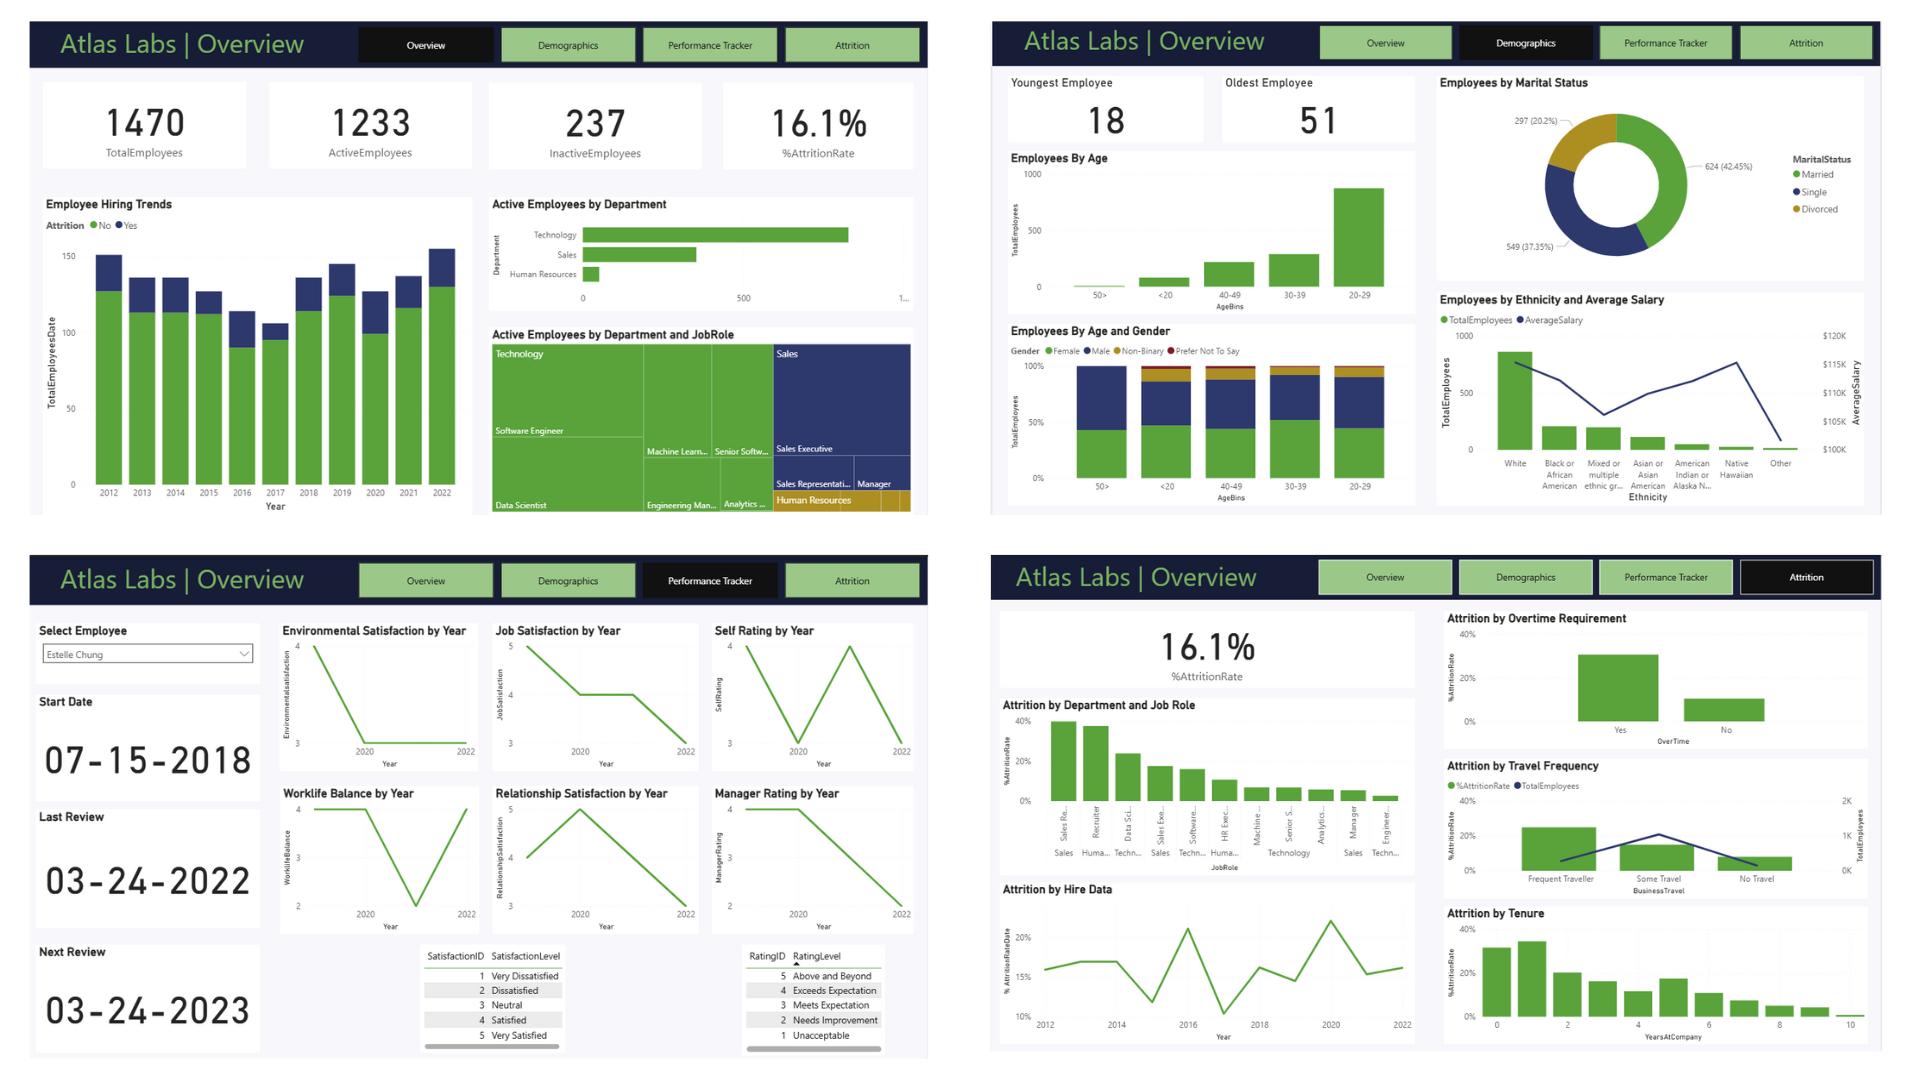 Atlas Labs | Overview
Overview
Demographics
Performance Tracker
Attrition
1470
TotalEmployees
1233
ActiveEmployees
237
InactiveEmployees
16.1%
%AttritionRate
Employee Hiring Trends
Attrition No Yes
TotalEmployeesDate
150
100
50
0
2012 2013 2014 2015 2016 2017 2018 2019 2020 2021 2022
Year
Active Employees by Department
Department
Technology
Sales
Human Resources
0 500 1...
Active Employees by Department and JobRole
Technology
Sales
Software Engineer
Machine Learn...
Senior Softw...
Sales Executive
Sales Representati...
Manager
Human Resources
Data Scientist
Engineering Man...
Analytics ...
Atlas Labs | Overview
Overview
Demographics
Performance Tracker
Attrition
Youngest Employee
18
Oldest Employee
51
Employees By Age
TotalEmployees
1000
500
0
50> <20 40-49 30-39 20-29
AgeBins
Employees By Age and Gender
Gender Female Male Non-Binary Prefer Not To Say
TotalEmployees
100%
50%
0%
50> <20 40-49 30-39 20-29
AgeBins
Employees by Marital Status
297 (20.2%)
624 (42.45%)
549 (37.35%)
MaritalStatus
Married
Single
Divorced
Employees by Ethnicity and Average Salary
TotalEmployees AverageSalary
TotalEmployees
1000
500
0
$120K
$115K
$110K
$105K
$100K
AverageSalary
White
Black or African American
Mixed or multiple ethnic gr...
Asian or Asian American
American Indian or Alaska N...
Native Hawaiian
Other
Ethnicity
Atlas Labs | Overview
Overview
Demographics
Performance Tracker
Attrition
Select Employee
Estelle Chung
Start Date
07-15-2018
Last Review
03-24-2022
Next Review
03-24-2023
Environmental Satisfaction by Year
EnvironmentalSatisfaction
4
3
2020 2022
Year
Job Satisfaction by Year
JobSatisfaction
5
4
3
2020 2022
Year
Self Rating by Year
SelfRating
4
3
2020 2022
Year
Worklife Balance by Year
WorklifeBalance
4
3
2
2020 2022
Year
Relationship Satisfaction by Year
RelationshipSatisfaction
5
4
3
2020 2022
Year
Manager Rating by Year
ManagerRating
4
3
2
2020 2022
Year
SatisfactionID SatisfactionLevel
1 Very Dissatisfied
2 Dissatisfied
3 Neutral
4 Satisfied
5 Very Satisfied
RatingID RatingLevel
5 Above and Beyond
4 Exceeds Expectation
3 Meets Expectation
2 Needs Improvement
1 Unacceptable
Atlas Labs | Overview
Overview
Demographics
Performance Tracker
Attrition
16.1%
%AttritionRate
Attrition by Department and Job Role
%AttritionRate
40%
20%
0%
Sales Re... Recruiter Data Sci... Sales Exe... Software... HR Exec... Machine ... Senior S... Analytics... Manager Engineer...
Sales Huma... Techn... Sales Techn... Huma... Technology Sales Techn...
JobRole
Attrition by Hire Data
% AttritionRateDate
20%
15%
10%
2012 2014 2016 2018 2020 2022
Year
Attrition by Overtime Requirement
%AttritionRate
40%
20%
0%
Yes No
OverTime
Attrition by Travel Frequency
%AttritionRate TotalEmployees
%AttritionRate
40%
20%
0%
2K
1K
0K
TotalEmployees
Frequent Traveller Some Travel No Travel
BusinessTravel
Attrition by Tenure
%AttritionRate
40%
20%
0%
0 2 4 6 8 10
YearsAtCompany